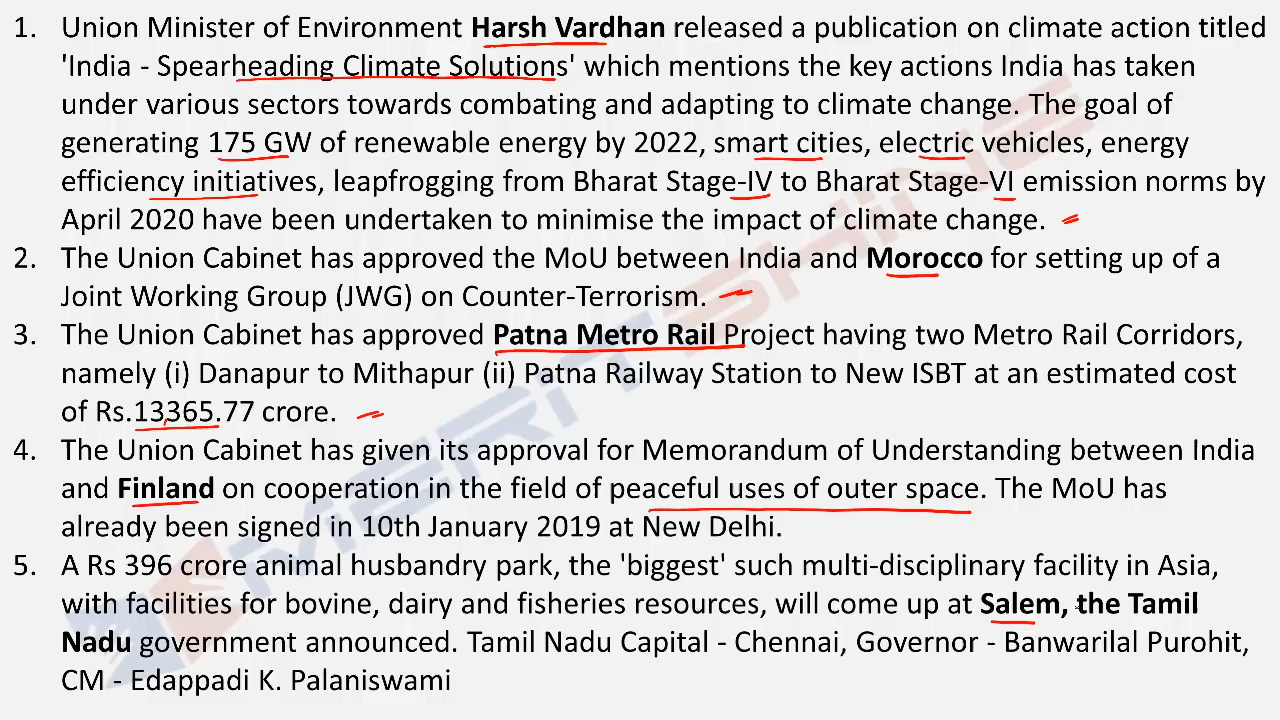 1. Union Minister of Environment Harsh Vardhan released a publication on climate action titled
'India - Spearheading Climate Solutions' which mentions the key actions India has taken
under various sectors towards combating and adapting to climate change. The goal of
generating 175 GW of renewable energy by 2022, smart cities, electric vehicles, energy
efficiency initiatives, leapfrogging from Bharat Stage-IV to Bharat Stage-VI emission norms by
April 2020 have been undertaken to minimise the impact of climate change.
2. The Union Cabinet has approved the MoU between India and Morocco for setting up of a
Joint Working Group (JWG) on Counter-Terrorism.
3. The Union Cabinet has approved Patna Metro Rail Project having two Metro Rail Corridors,
namely (i) Danapur to Mithapur (ii) Patna Railway Station to New ISBT at an estimated cost
of Rs.13365.77 crore.
4. The Union Cabinet has given its approval for Memorandum of Understanding between India
and Finland on cooperation in the field of peaceful uses of outer space. The MoU has
already been signed in 10th January 2019 at New Delhi.
5. A Rs 396 crore animal husbandry park, the 'biggest' such multi-disciplinary facility in Asia,
with facilities for bovine, dairy and fisheries resources, will come up at Salem, the Tamil
Nadu government announced. Tamil Nadu Capital - Chennai, Governor - Banwarilal Purohit,
CM - Edappadi K. Palaniswami
MERITSHINE